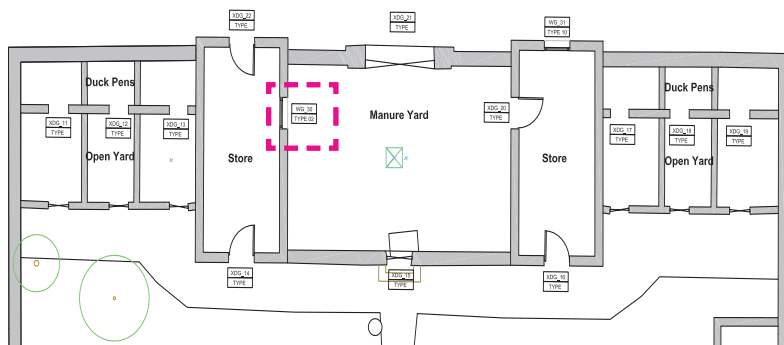 XDG_22
TYPE
XDG_21
TYPE
WG_31
TYPE 10
Duck Pens
Duck Pens
WG_30
TYPE 02
Manure Yard
XDG_20
TYPE
XDG_11
TYPE
XDG_12
TYPE
XDG_13
TYPE
XDG_17
TYPE
XDG_18
TYPE
XDG_19
TYPE
Open Yard
Store
Store
Open Yard
XDG_14
TYPE
XDG_15
TYPE
XDG_16
TYPE